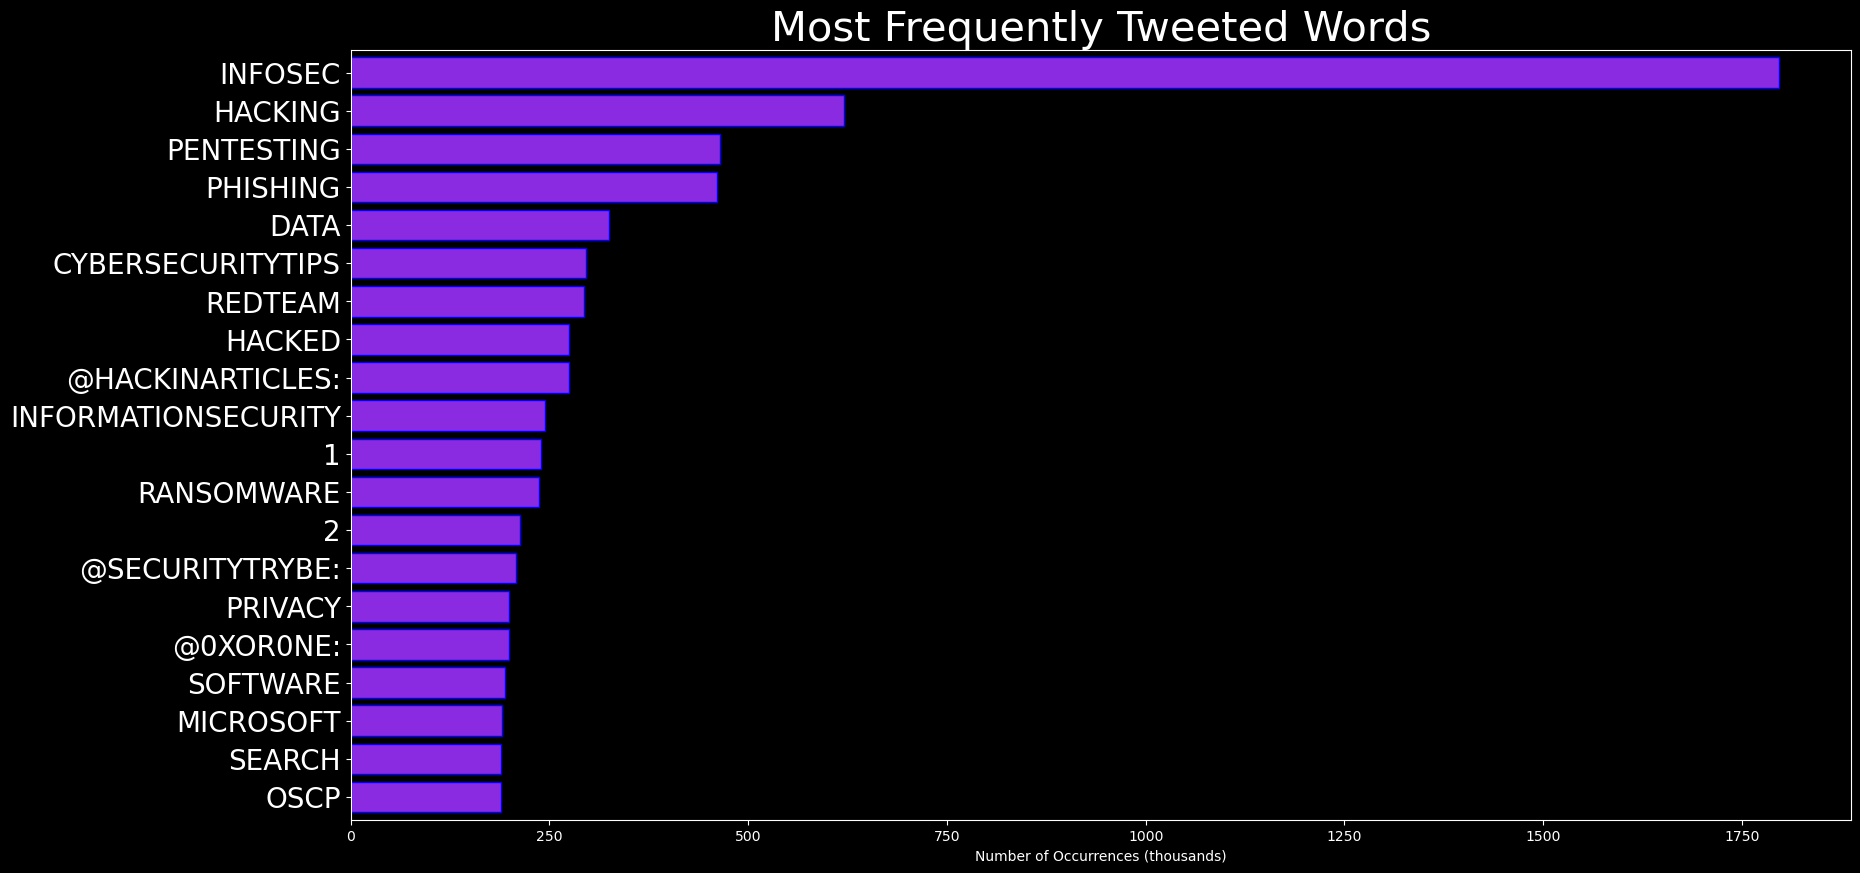 Most Frequently Tweeted Words
INFOSEC
HACKING
PENTESTING
PHISHING
DATA
CYBERSECURITYTIPS
REDTEAM
HACKED
@HACKINARTICLES:
INFORMATIONSECURITY
1
RANSOMWARE
2
@SECURITYTRYBE:
PRIVACY
@0XOR0NE:
SOFTWARE
MICROSOFT
SEARCH
OSCP
0 250 500 750 1000 1250 1500 1750
Number of Occurrences (thousands)